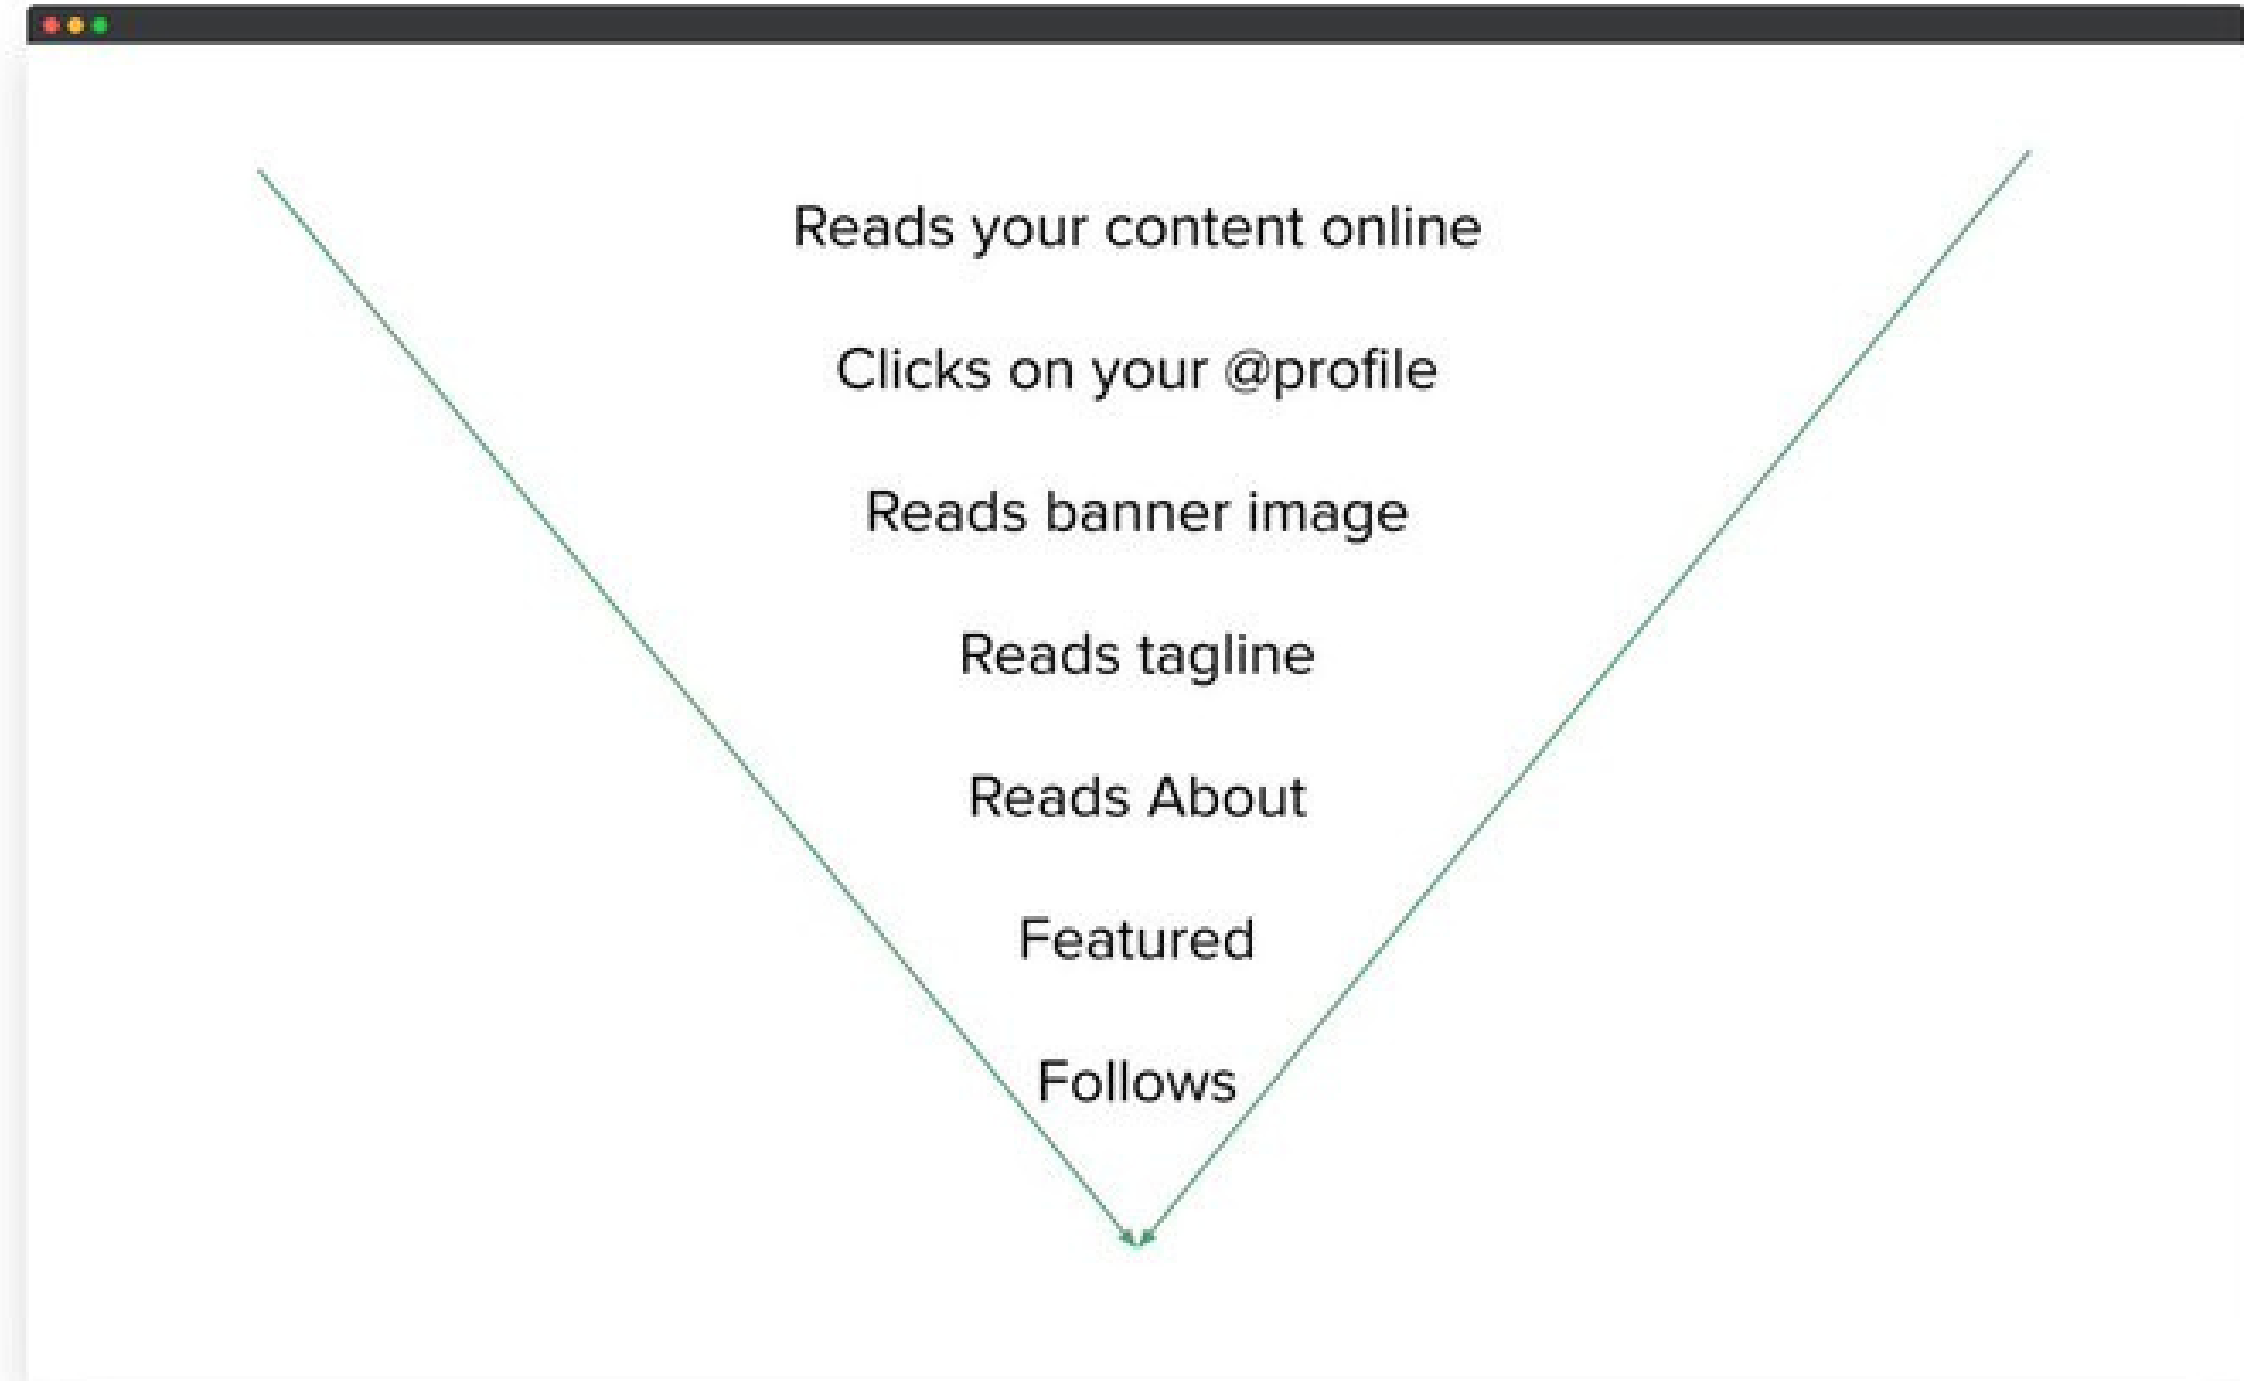 Reads your content online
Clicks on your @profile
Reads banner image
Reads tagline
Reads About
Featured
Follows